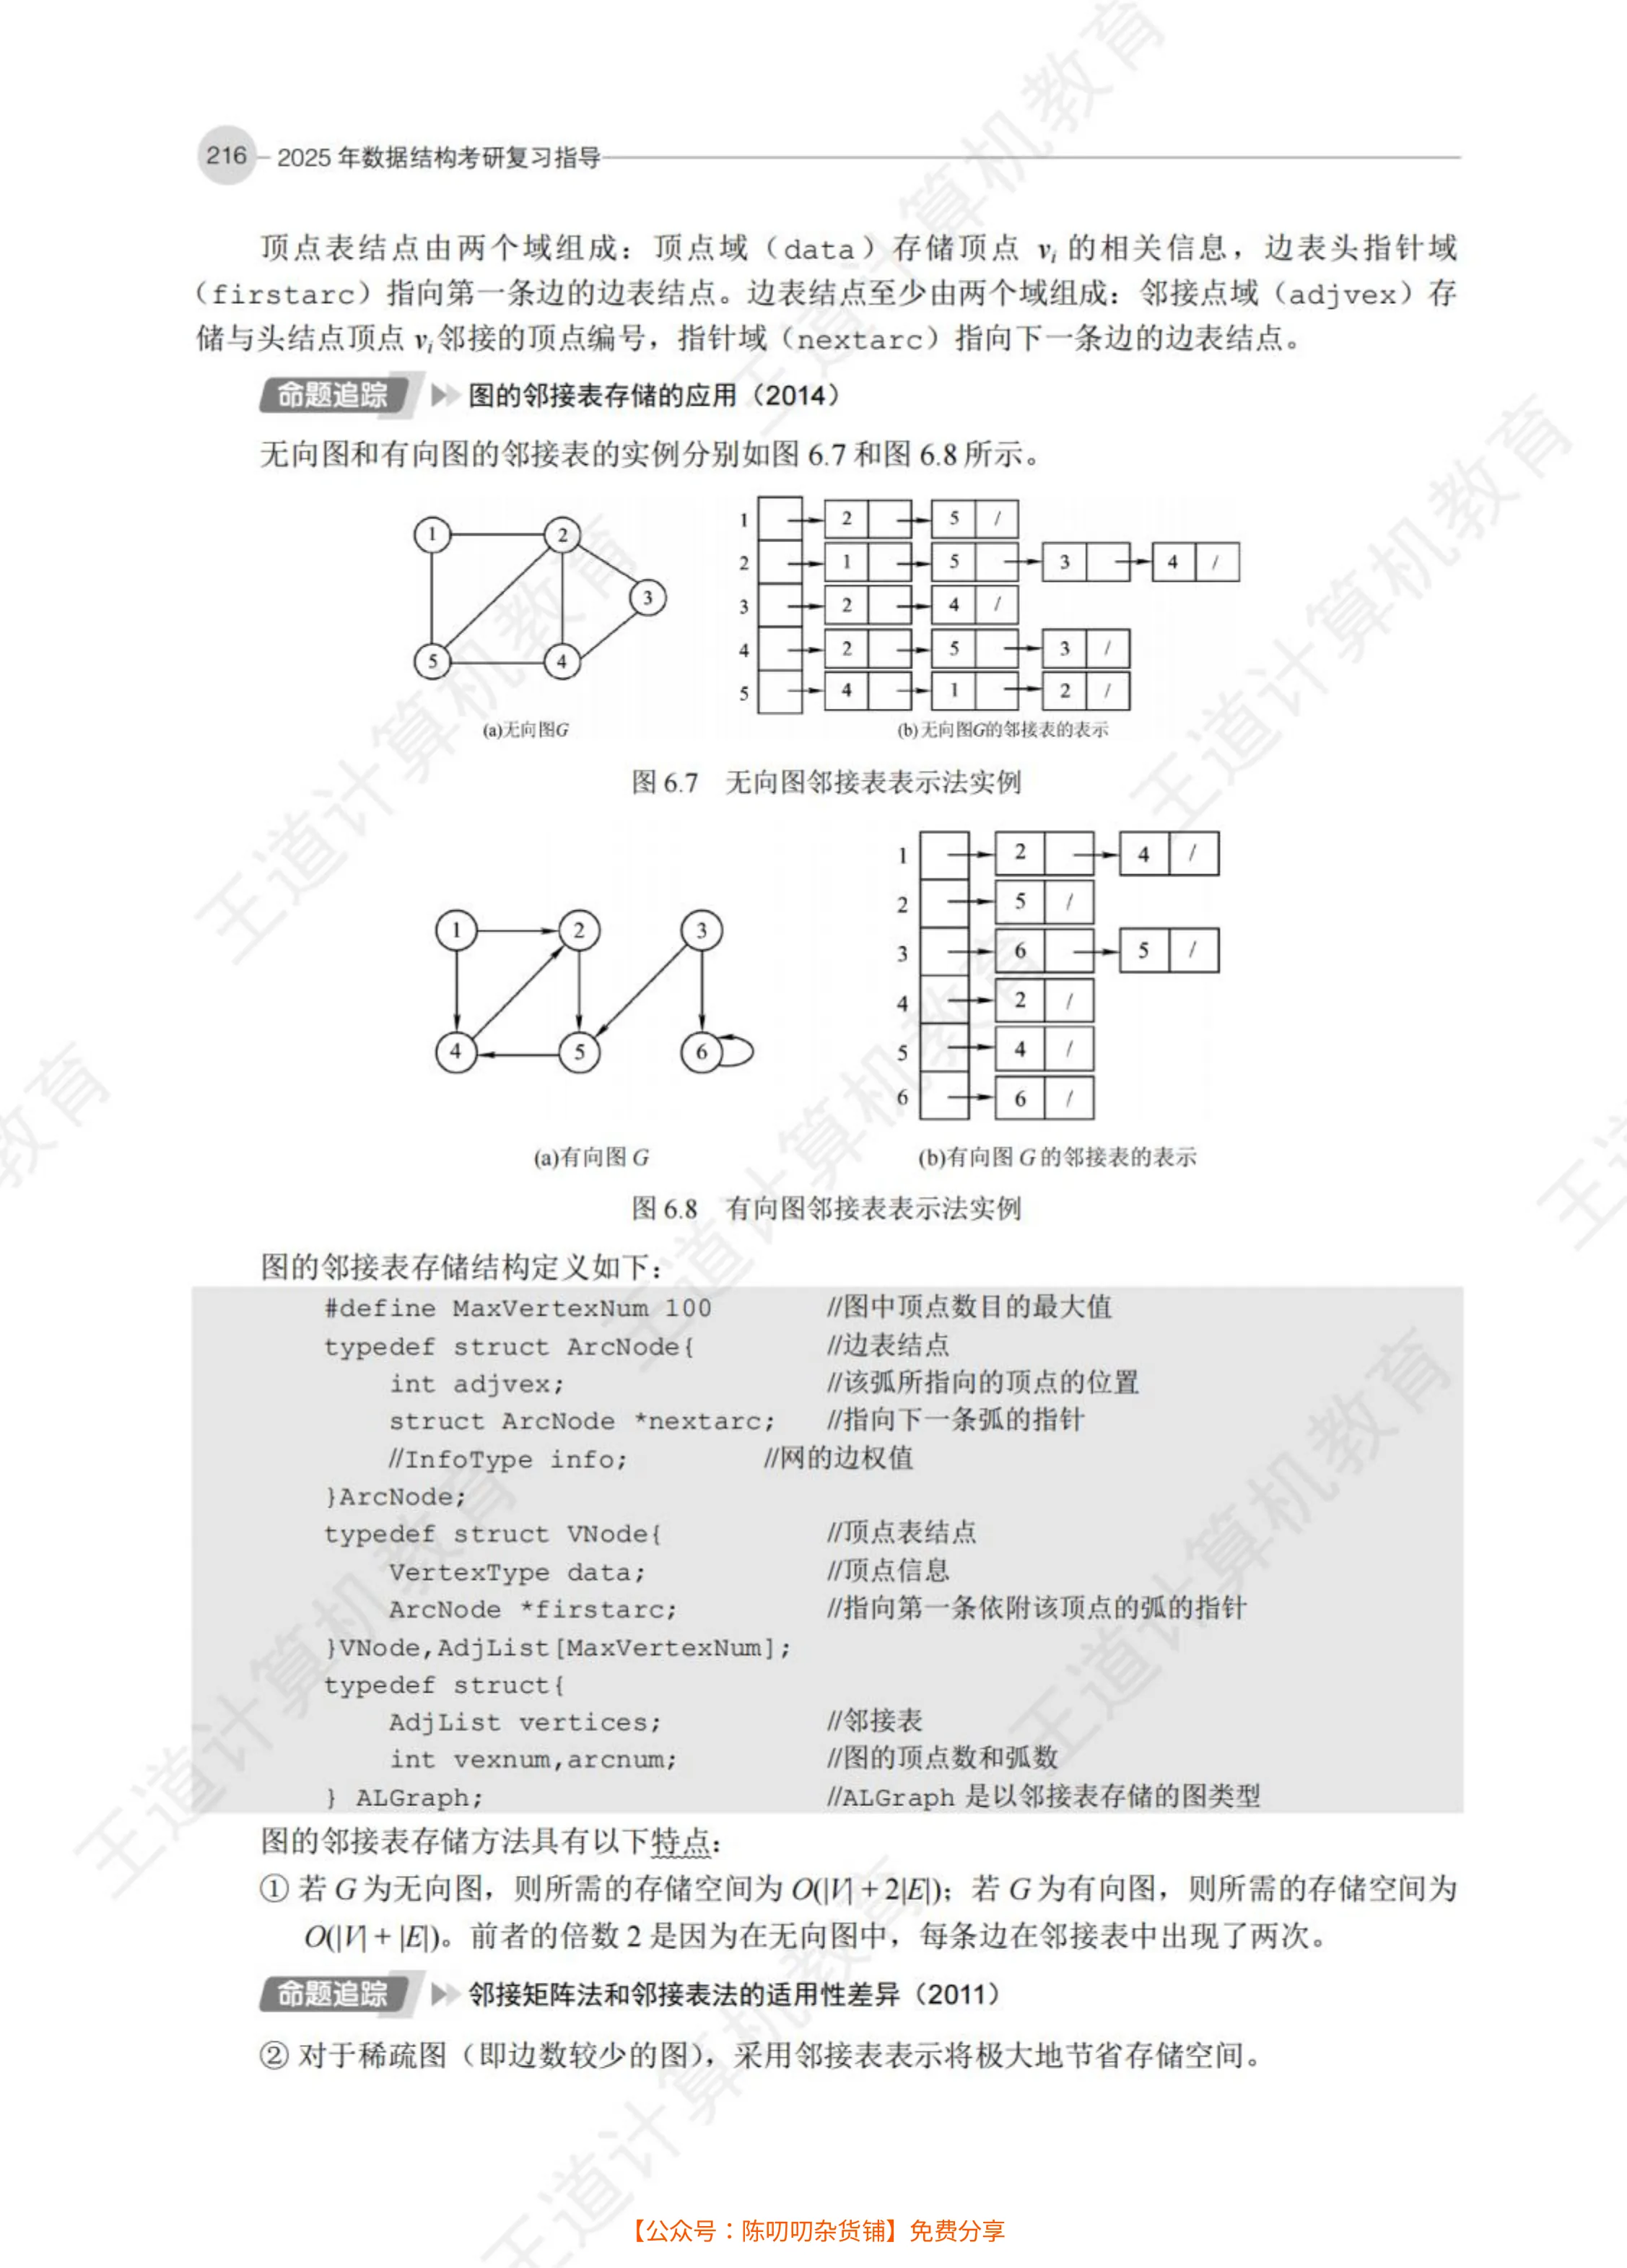 216 2025 年数据结构考研复习指导
顶点表结点由两个域组成：顶点域（data）存储顶点 vi 的相关信息，边表头指针域
（firstarc）指向第一条边的边表结点。边表结点至少由两个域组成：邻接点域（adjvex）存
储与头结点顶点 vi 邻接的顶点编号，指针域（nextarc）指向下一条边的边表结点。
命题追踪 图的邻接表存储的应用（2014）
无向图和有向图的邻接表的实例分别如图 6.7 和图 6.8 所示。
1 2 3 5 4
1 2 5 /
2 1 5 3 4 /
3 2 4 /
4 2 5 3 /
5 4 1 2 /
(a)无向图G (b)无向图G的邻接表的表示
图 6.7 无向图邻接表表示法实例
1 2 3 4 5 6
1 2 4 /
2 5 /
3 6 5 /
4 2 /
5 4 /
6 6 /
(a)有向图 G (b)有向图 G 的邻接表的表示
图 6.8 有向图邻接表表示法实例
图的邻接表存储结构定义如下：
#define MaxVertexNum 100 //图中顶点数目的最大值
typedef struct ArcNode{ //边表结点
int adjvex; //该弧所指向的顶点的位置
struct ArcNode *nextarc; //指向下一条弧的指针
//InfoType info; //网的边权值
}ArcNode;
typedef struct VNode{ //顶点表结点
VertexType data; //顶点信息
ArcNode *firstarc; //指向第一条依附该顶点的弧的指针
}VNode,AdjList[MaxVertexNum];
typedef struct{
AdjList vertices; //邻接表
int vexnum,arcnum; //图的顶点数和弧数
} ALGraph; //ALGraph 是以邻接表存储的图类型
图的邻接表存储方法具有以下特点：
① 若 G 为无向图，则所需的存储空间为 O(|V| + 2|E|)；若 G 为有向图，则所需的存储空间为
O(|V| + |E|)。前者的倍数 2 是因为在无向图中，每条边在邻接表中出现了两次。
命题追踪 邻接矩阵法和邻接表法的适用性差异（2011）
② 对于稀疏图（即边数较少的图），采用邻接表表示将极大地节省存储空间。
【公众号：陈叨叨杂货铺】免费分享
王道计算机教育